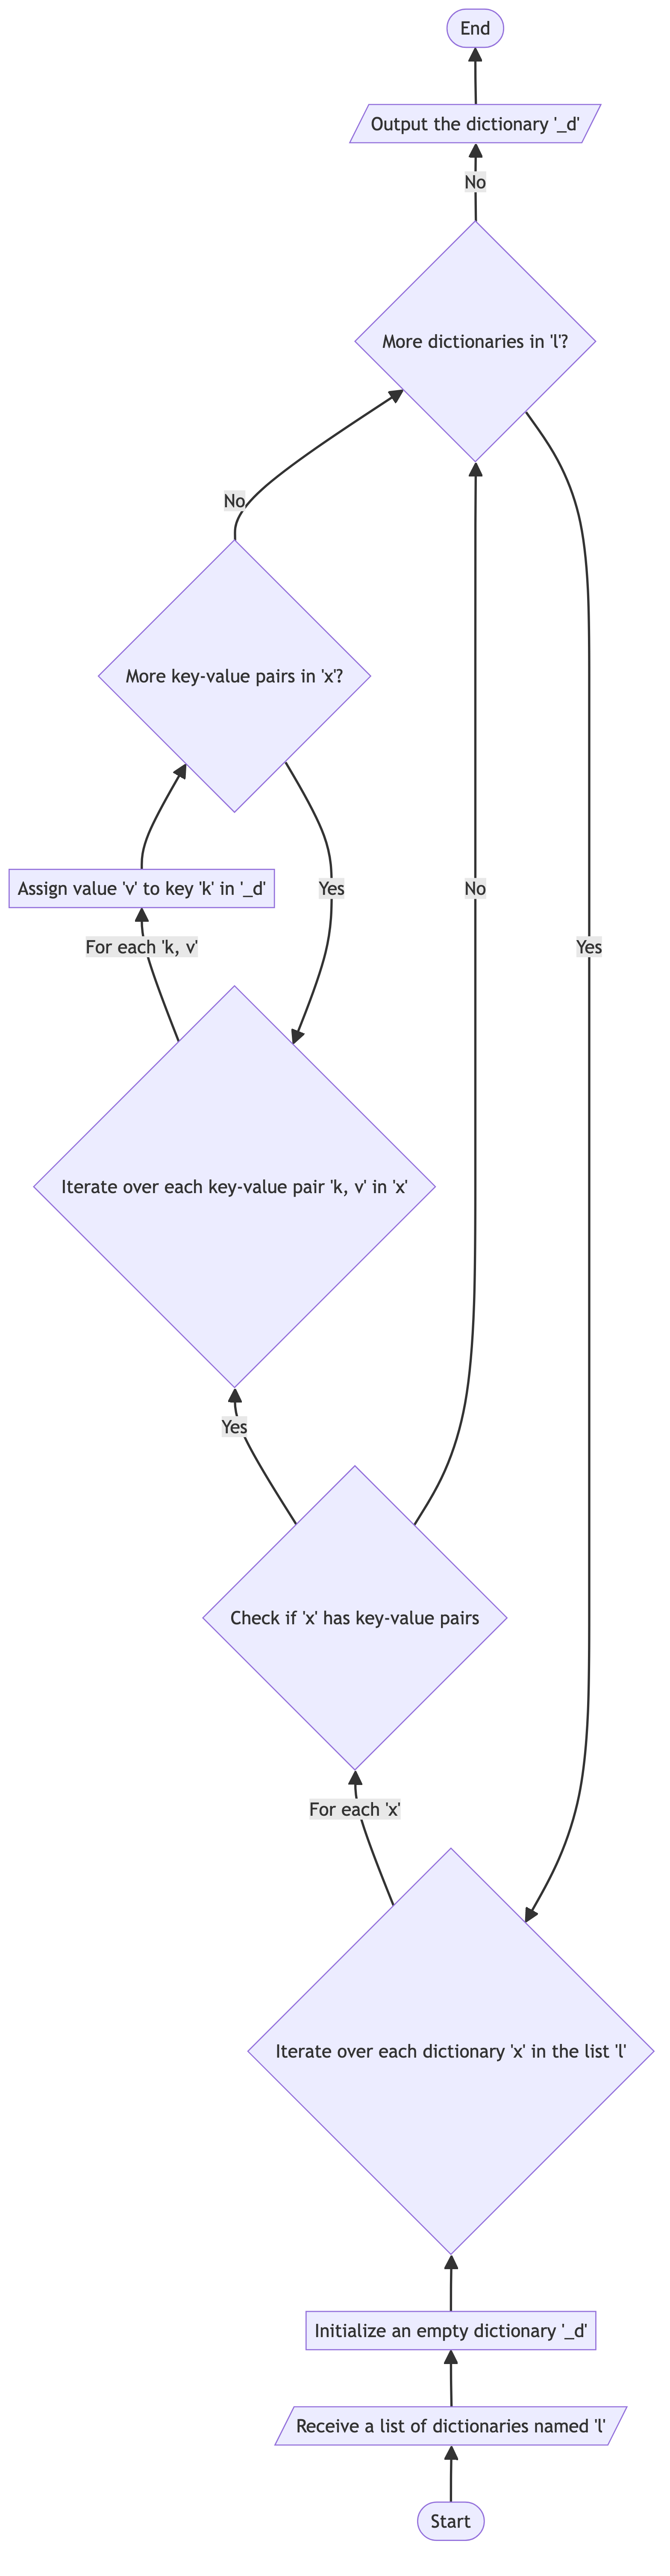 End
Output the dictionary '_d'
No
More dictionaries in 'l'?
No
More key-value pairs in 'x'?
Assign value 'v' to key 'k' in '_d'
Yes
No
For each 'k, v'
Yes
Iterate over each key-value pair 'k, v' in 'x'
Yes
Check if 'x' has key-value pairs
For each 'x'
Iterate over each dictionary 'x' in the list 'l'
Initialize an empty dictionary '_d'
Receive a list of dictionaries named 'l'
Start